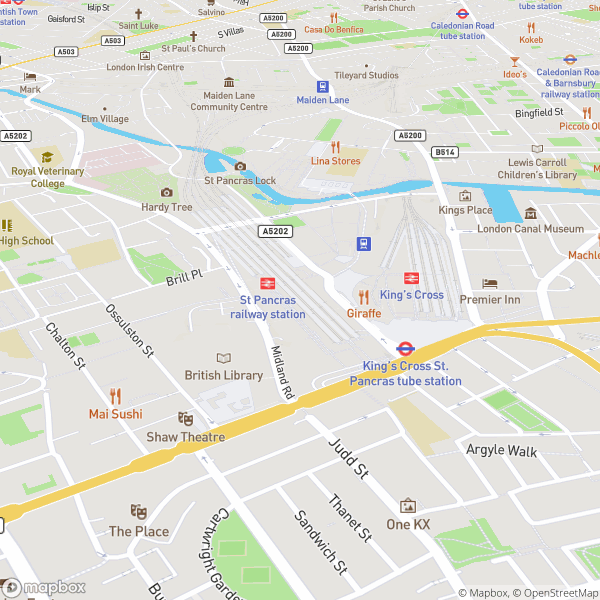 Islip St
Salvino
A5200
Parish Church
Casa Do Benfica
Caledonian Road
tube station
Kentish Town
station
Gaisford St
Saint Luke
A503
A503
S Villas
A5200
St Paul's Church
Kokeb
London Irish Centre
Tileyard Studios
Ideo's
Caledonian Road
& Barnsbury
railway station
Mark
Maiden Lane
Community Centre
Maiden Lane
Bingfield St
Elm Village
Piccolo Ol
A5202
A5200
B514
Royal Veterinary
College
St Pancras Lock
Lina Stores
Lewis Carroll
Children's Library
Hardy Tree
Kings Place
London Canal Museum
High School
A5202
Machlo
Brill Pl
St Pancras
railway station
King's Cross
Giraffe
Premier Inn
Ossulston St
Chalton St
King's Cross St.
Pancras tube station
British Library
Midland Rd
Mai Sushi
Shaw Theatre
Judd St
Argyle Walk
The Place
Cartwright Garde
Sandwich St
Thanet St
One KX
Bu
mapbox
© Mapbox, © OpenStreetMap